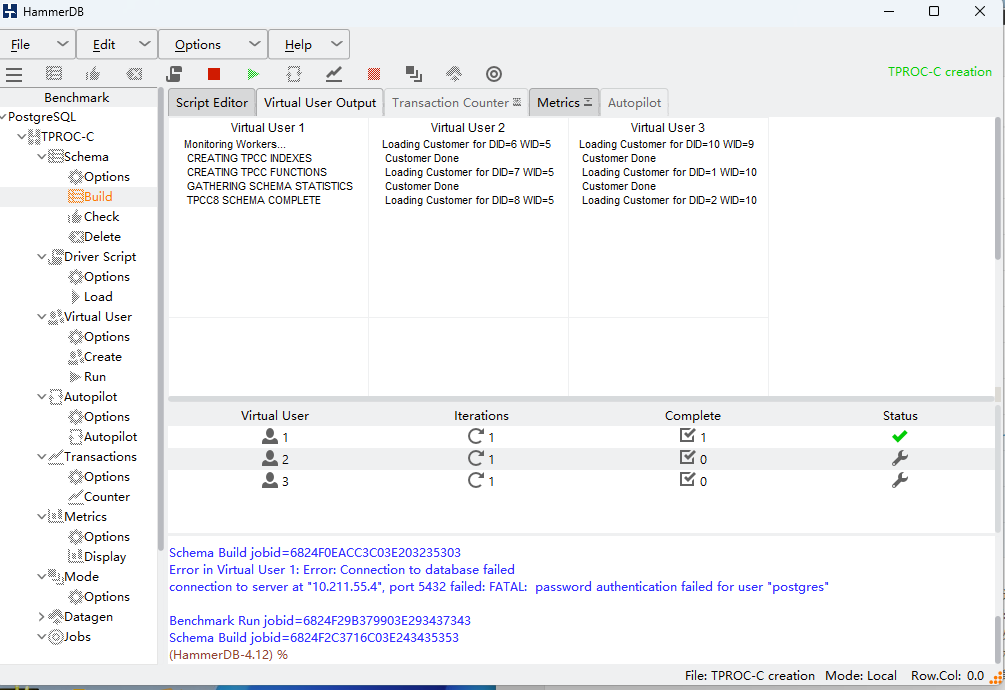 HammerDB
File Edit Options Help
TPROC-C creation
Benchmark
PostgreSQL
TPROC-C
Schema
Options
Build
Check
Delete
Driver Script
Options
Load
Virtual User
Options
Create
Run
Autopilot
Options
Autopilot
Transactions
Options
Counter
Metrics
Options
Display
Mode
Options
Datagen
Jobs
Script Editor Virtual User Output Transaction Counter Metrics Autopilot
Virtual User 1
Monitoring Workers...
CREATING TPCC INDEXES
CREATING TPCC FUNCTIONS
GATHERING SCHEMA STATISTICS
TPCC8 SCHEMA COMPLETE
Virtual User 2
Loading Customer for DID=6 WID=5
Customer Done
Loading Customer for DID=7 WID=5
Customer Done
Loading Customer for DID=8 WID=5
Virtual User 3
Loading Customer for DID=10 WID=9
Customer Done
Loading Customer for DID=1 WID=10
Customer Done
Loading Customer for DID=2 WID=10
Virtual User Iterations Complete Status
1 1 1
2 1 0
3 1 0
Schema Build jobid=6824F0EACC3C03E203235303
Error in Virtual User 1: Error: Connection to database failed
connection to server at "10.211.55.4", port 5432 failed: FATAL:  password authentication failed for user "postgres"
Benchmark Run jobid=6824F29B379903E293437343
Schema Build jobid=6824F2C3716C03E243435353
(HammerDB-4.12) %
File: TPROC-C creation Mode: Local Row.Col: 0.0